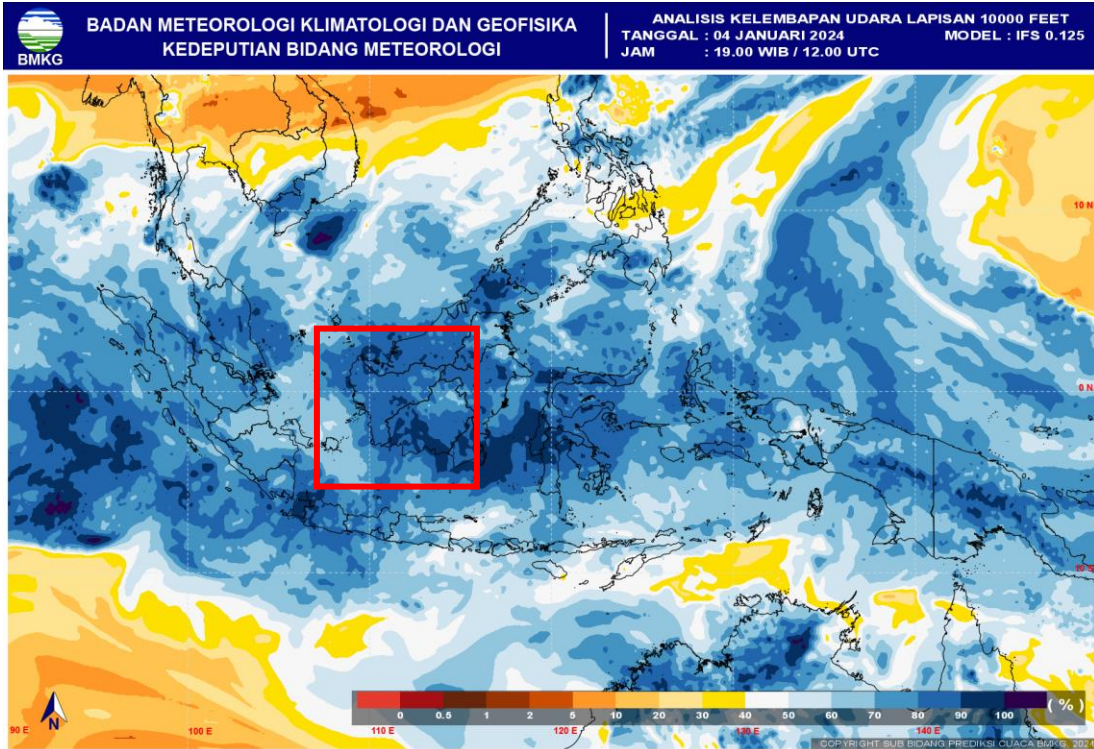 BMKG
BADAN METEOROLOGI KLIMATOLOGI DAN GEOFISIKA
KEDEPUTIAN BIDANG METEOROLOGI
ANALISIS KELEMBAPAN UDARA LAPISAN 10000 FEET
TANGGAL : 04 JANUARI 2024 MODEL : IFS 0.125
JAM : 19.00 WIB / 12.00 UTC
10 N
0 N
10 S
N
0 0.5 1 2 5 10 20 30 40 50 60 70 80 90 100 ( % )
90 E 100 E 110 E 120 E 130 E 140 E
COPYRIGHT SUB BIDANG PREDIKSI CUACA BMKG, 2024